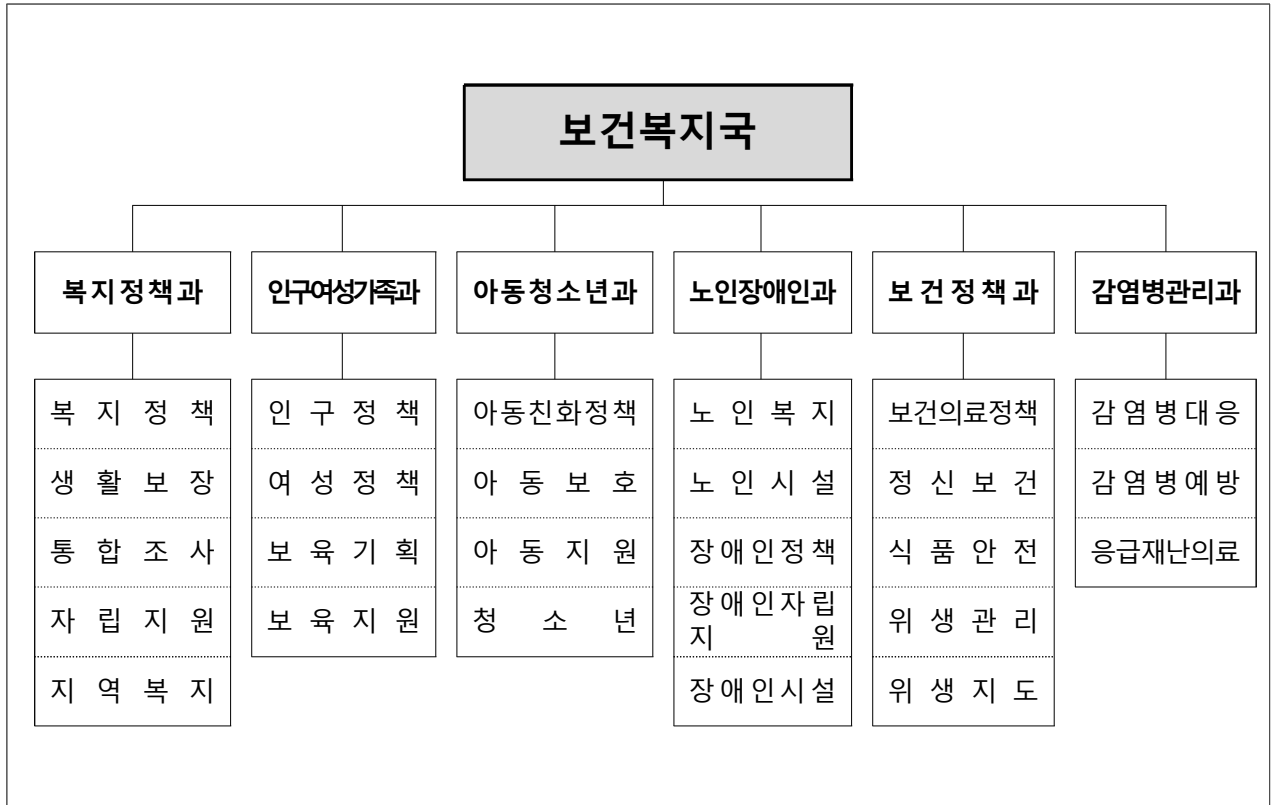 보건복지국
복지정책과
인구여성가족과
아동청소년과
노인장애인과
보건정책과
감염병관리과
복지정책
생활보장
통합조사
자립지원
지역복지
인구정책
여성정책
보육기획
보육지원
아동친화정책
아동보호
아동지원
청소년
노인복지
노인시설
장애인정책
장애인자립
지원
장애인시설
보건의료정책
정신보건
식품안전
위생관리
위생지도
감염병대응
감염병예방
응급재난의료